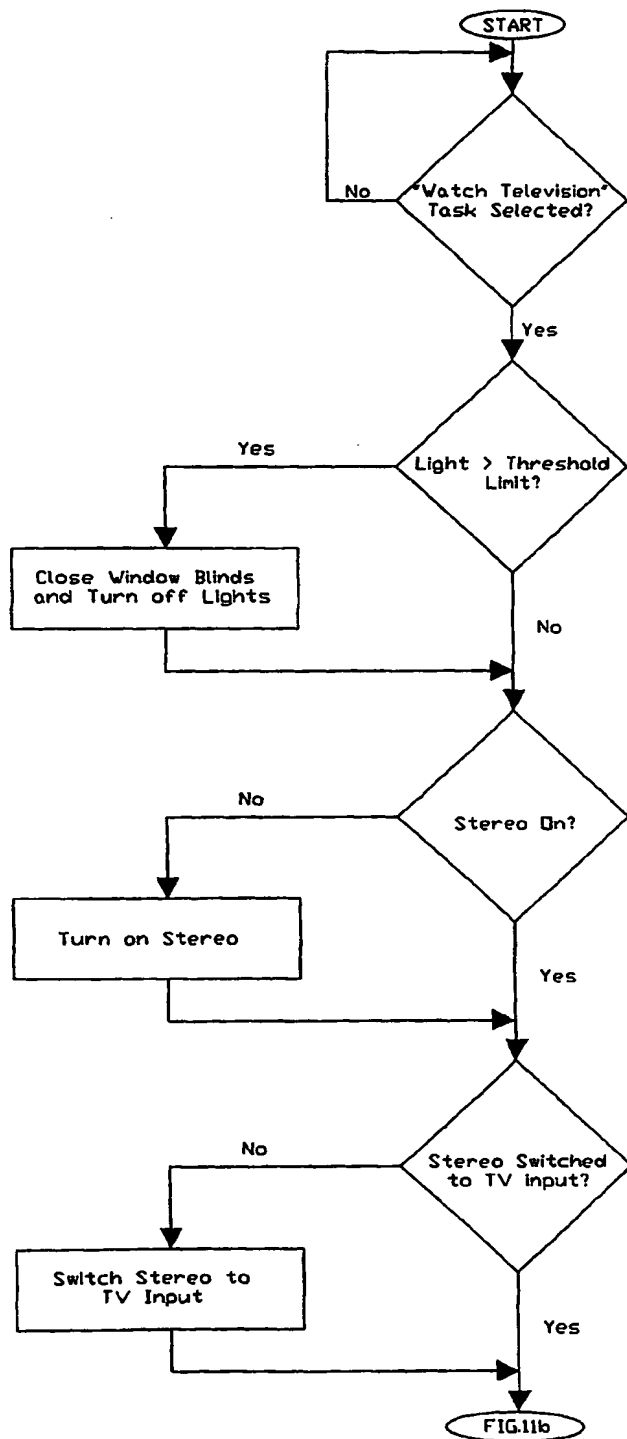 START
No
"Watch Television"
Task Selected?
Yes
Yes
Light > Threshold
Limit?
Close Window Blinds
and Turn off Lights
No
No
Stereo On?
Turn on Stereo
Yes
No
Stereo Switched
to TV input?
Switch Stereo to
TV Input
Yes
FIG.11b